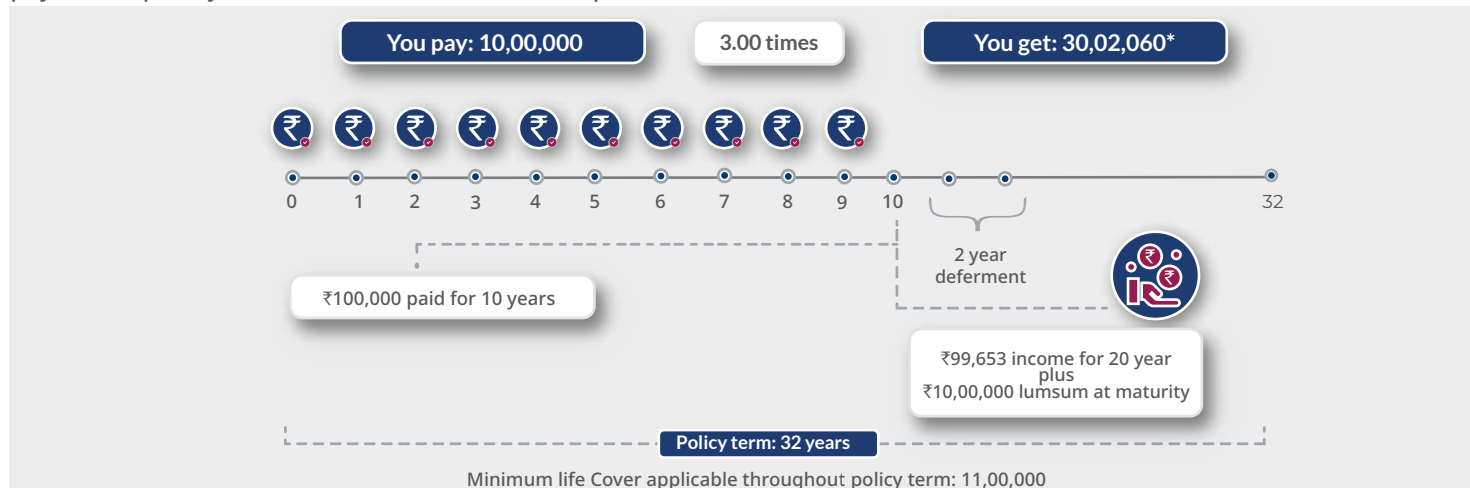 You pay: 10,00,000
3.00 times
You get: 30,02,060*
₹ ₹ ₹ ₹ ₹ ₹ ₹ ₹ ₹ ₹
0 1 2 3 4 5 6 7 8 9 10 32
2 year
deferment
₹ ₹
₹100,000 paid for 10 years
₹99,653 income for 20 year
plus
₹10,00,000 lumsum at maturity
Policy term: 32 years
Minimum life Cover applicable throughout policy term: 11,00,000